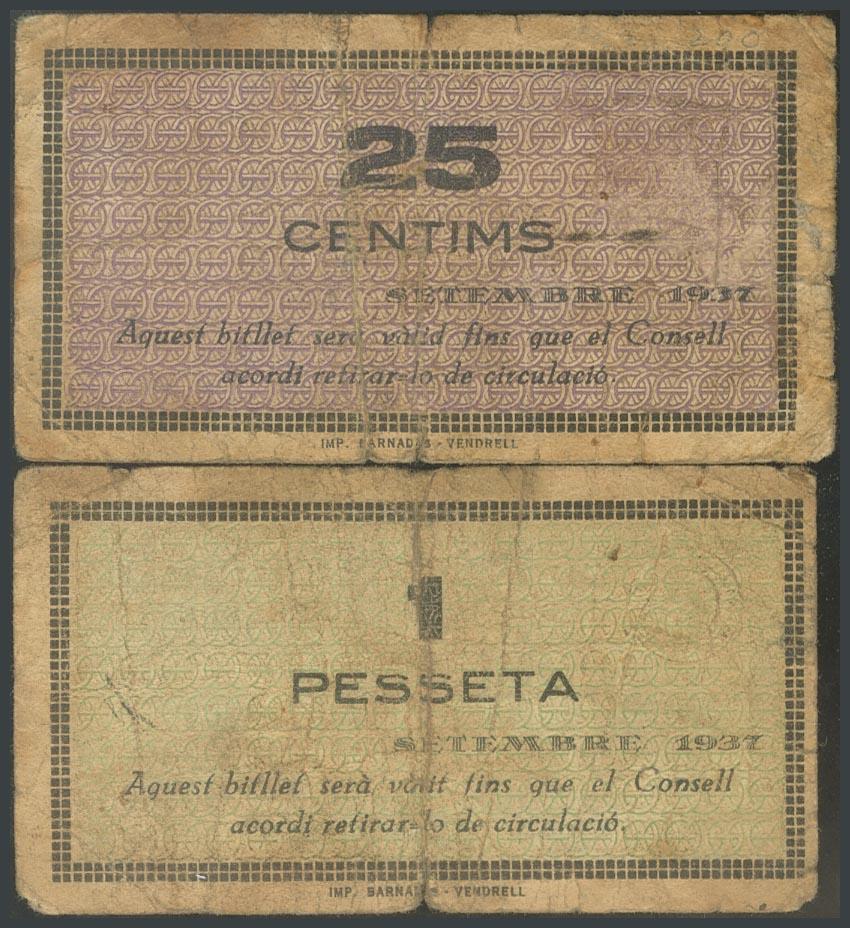 25
CENTIMS
SETEMBRE 1937
Aquest bitllet serà vàlid fins que el Consell
acordi retirar-lo de circulació.
IMP. BARNADAS - VENDRELL
1
PESSETA
SETEMBRE 1937
Aquest bitllet serà vàlit fins que el Consell
acordi retirar-lo de circulació.
IMP. BARNADAS - VENDRELL